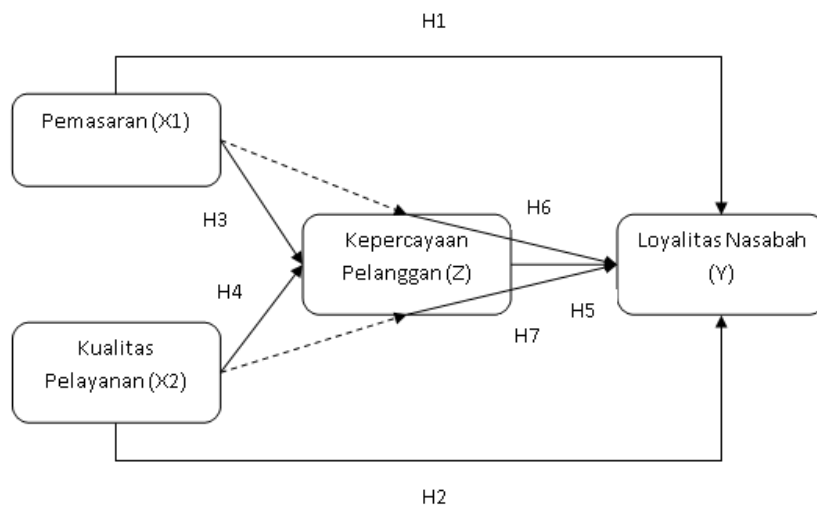 H1
Pemasaran (X1)
H3
H6
Kepercayaan
Pelanggan (Z)
Loyalitas Nasabah
(Y)
H4
H5
H7
Kualitas
Pelayanan (X2)
H2